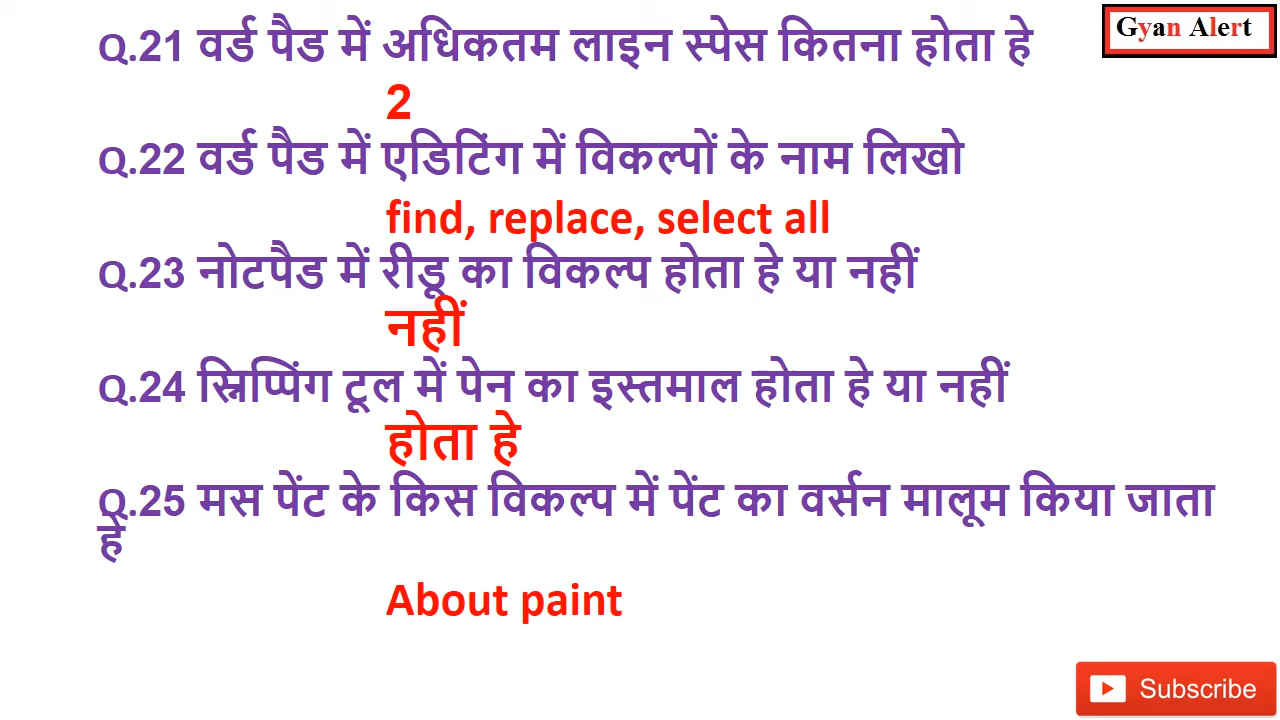 Gyan Alert
Q.21 वर्ड पैड में अधिकतम लाइन स्पेस कितना होता हे
2
Q.22 वर्ड पैड में एडिटिंग में विकल्पों के नाम लिखो
find, replace, select all
Q.23 नोटपैड में रीडू का विकल्प होता हे या नहीं
नहीं
Q.24 स्निप्पिंग टूल में पेन का इस्तमाल होता हे या नहीं
होता हे
Q.25 मस पेंट के किस विकल्प में पेंट का वर्सन मालूम किया जाता
हे
About paint
Subscribe